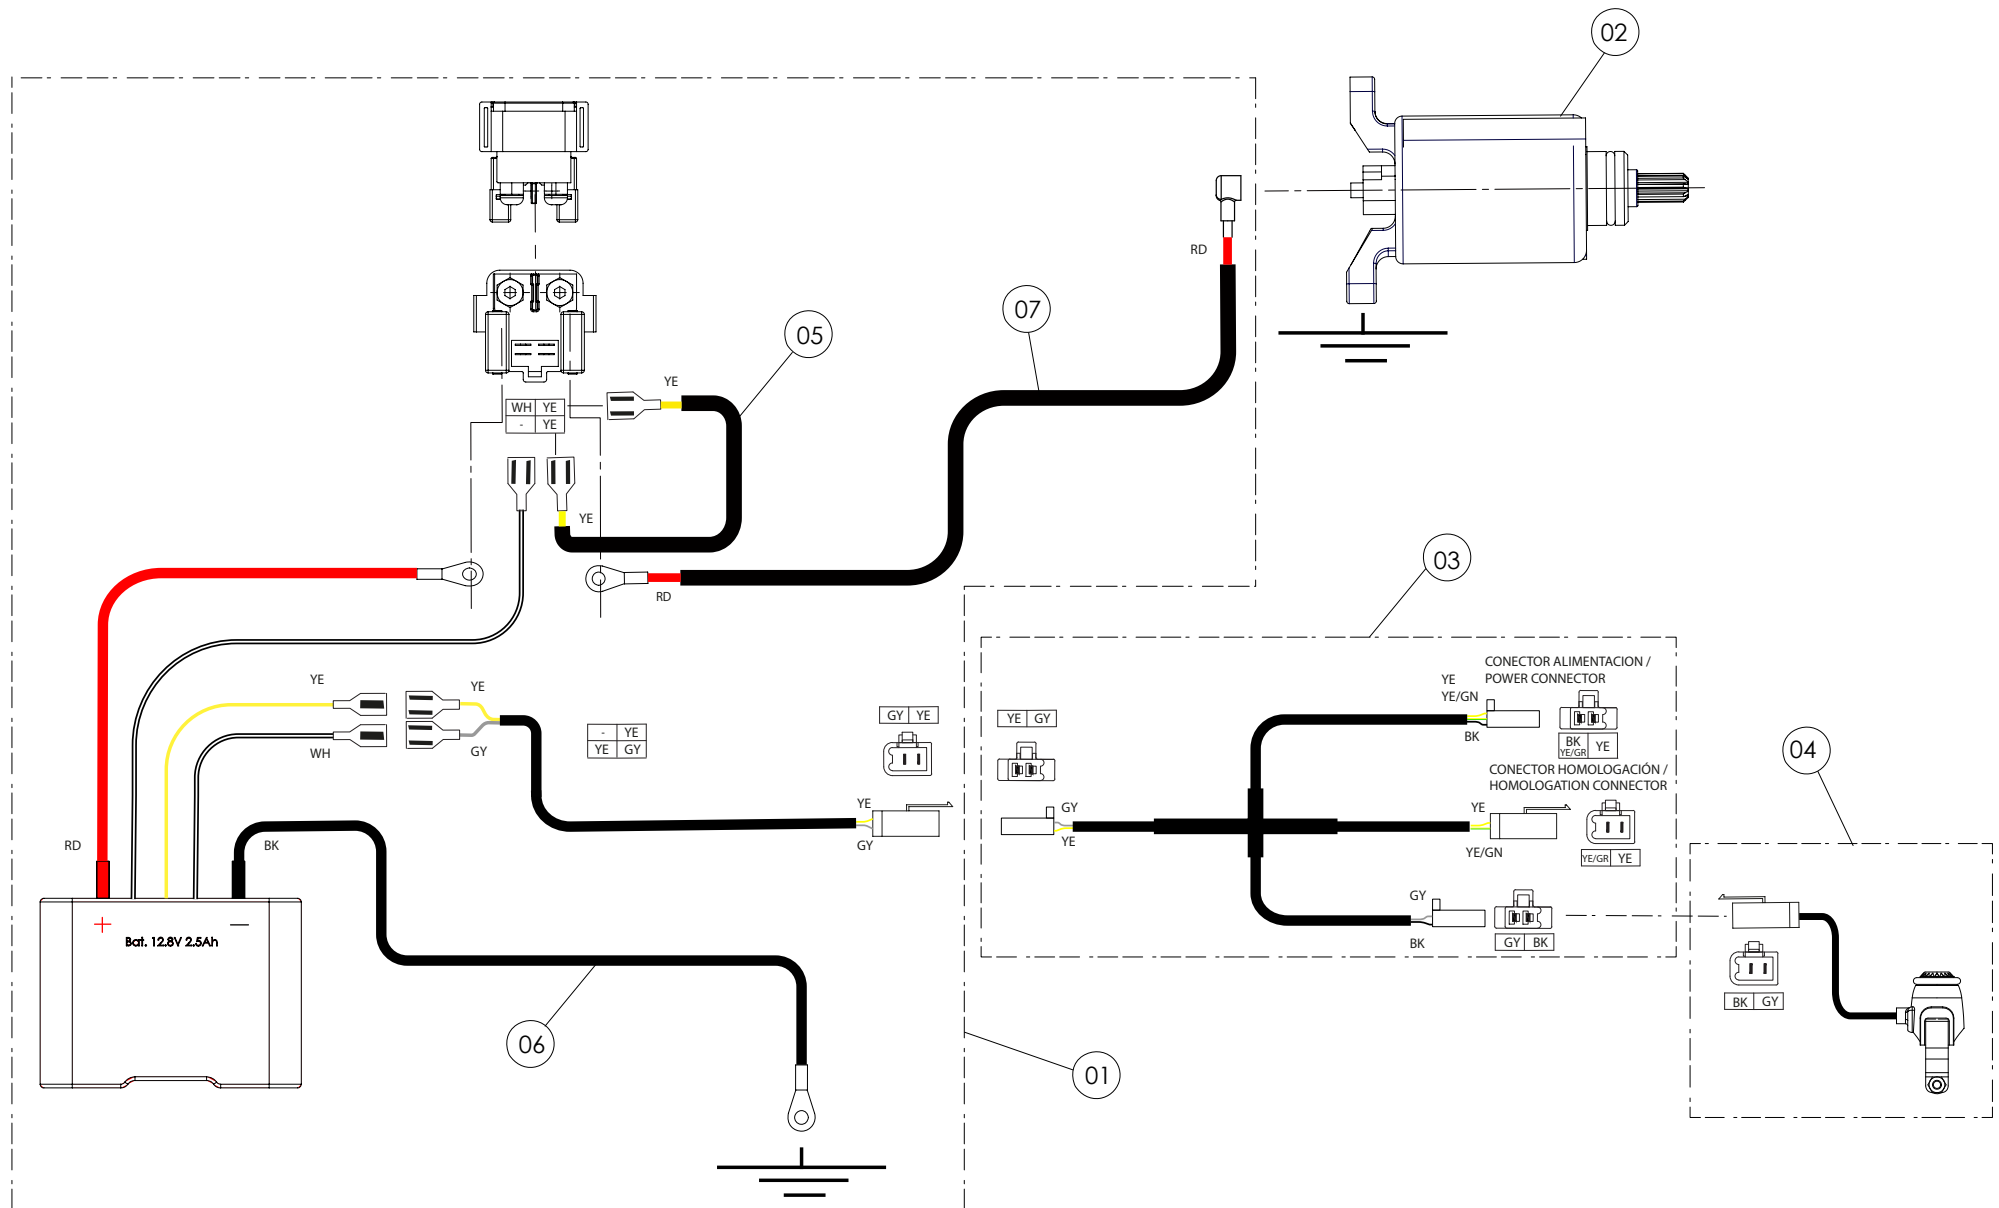 02
RD
07
05
YE
WH YE
- YE
YE
RD
03
CONECTOR ALIMENTACION /
POWER CONNECTOR
YE
YE/GN
BK
BK
YE/GR
YE
YE
YE
GY
WH
- YE
YE GY
GY YE
YE GY
04
CONECTOR HOMOLOGACIÓN /
HOMOLOGATION CONNECTOR
YE
GY
GY
YE
YE
YE/GN
YE/GR YE
RD
BK
GY
BK
GY BK
+ −
Bat. 12.8V 2.5Ah
BK GY
06
01